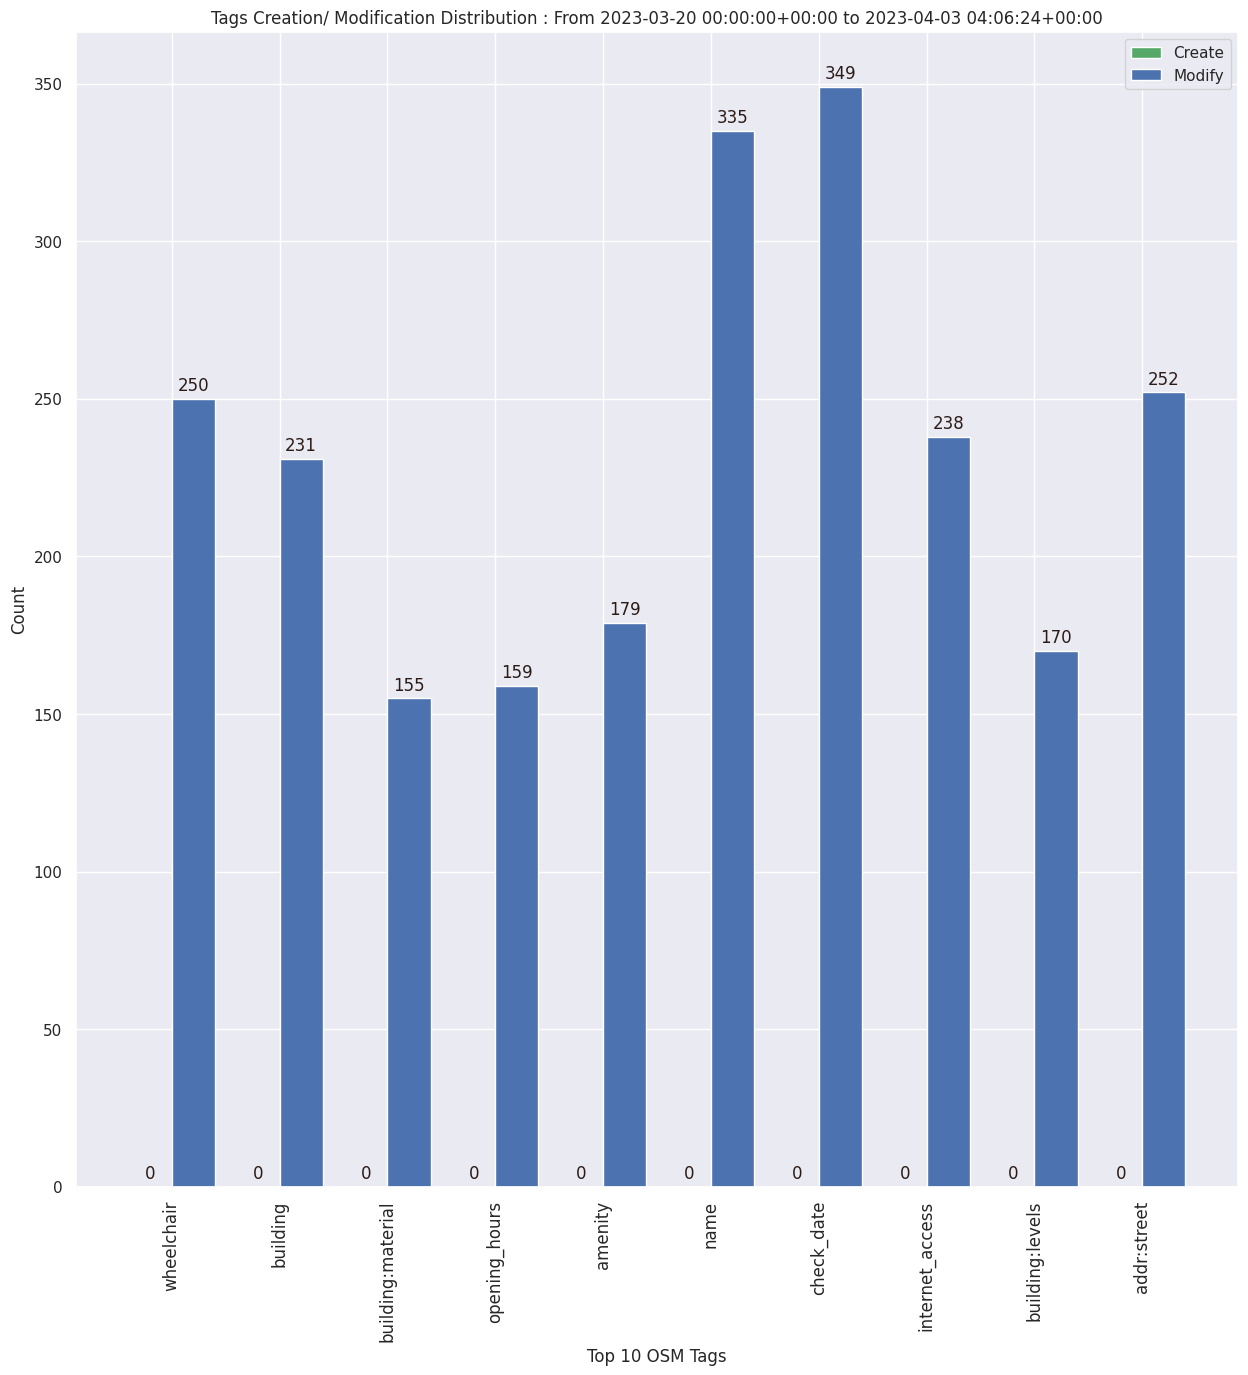 Tags Creation/ Modification Distribution : From 2023-03-20 00:00:00+00:00 to 2023-04-03 04:06:24+00:00
Create
Modify
350
300
250
200
150
100
50
0
Count
0 250
0 231
0 155
0 159
0 179
0 335
0 349
0 238
0 170
0 252
wheelchair
building
building:material
opening_hours
amenity
name
check_date
internet_access
building:levels
addr:street
Top 10 OSM Tags